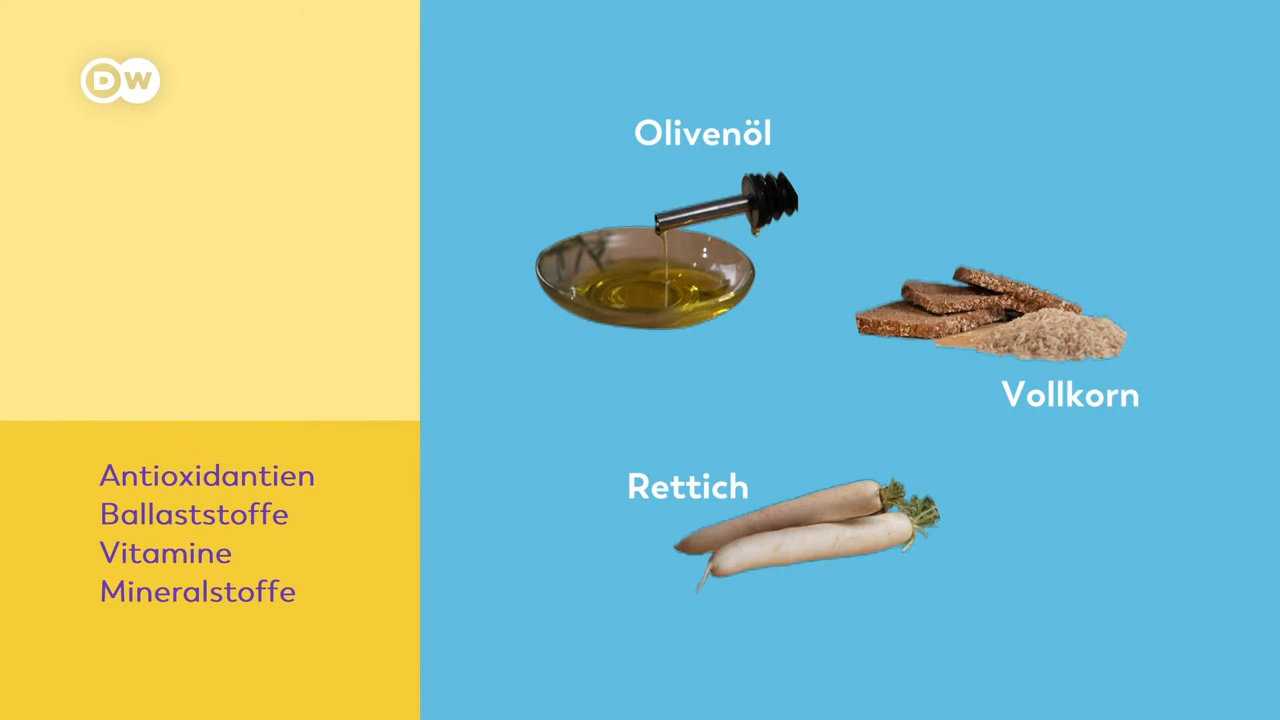 DW
Olivenöl
Vollkorn
Rettich
Antioxidantien
Ballaststoffe
Vitamine
Mineralstoffe